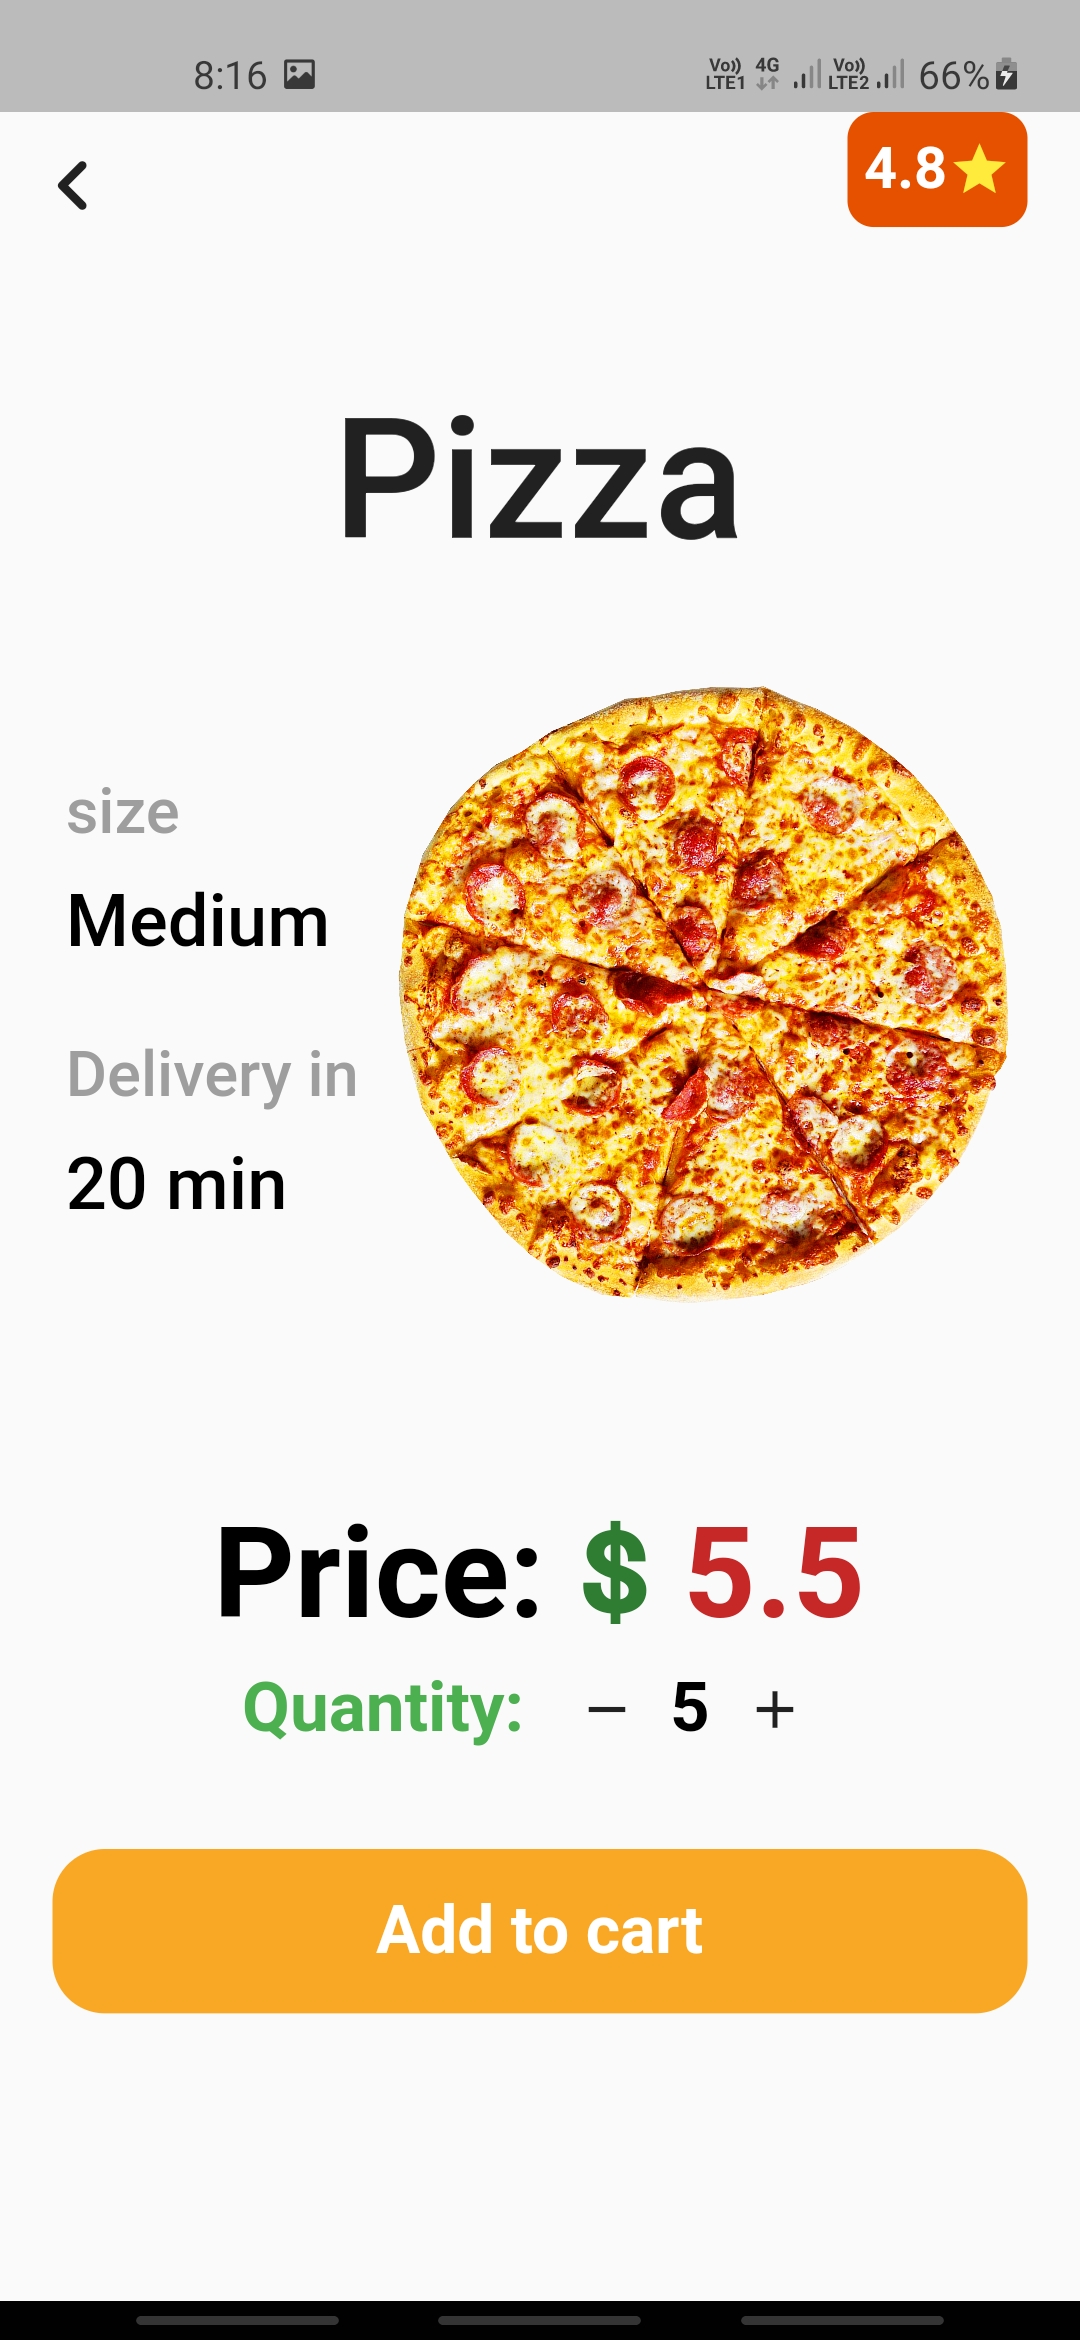 8:16 Vo)) LTE1 4G Vo)) LTE2 66%
4.8
Pizza
size
Medium
Delivery in
20 min
Price: $ 5.5
Quantity: − 5 +
Add to cart